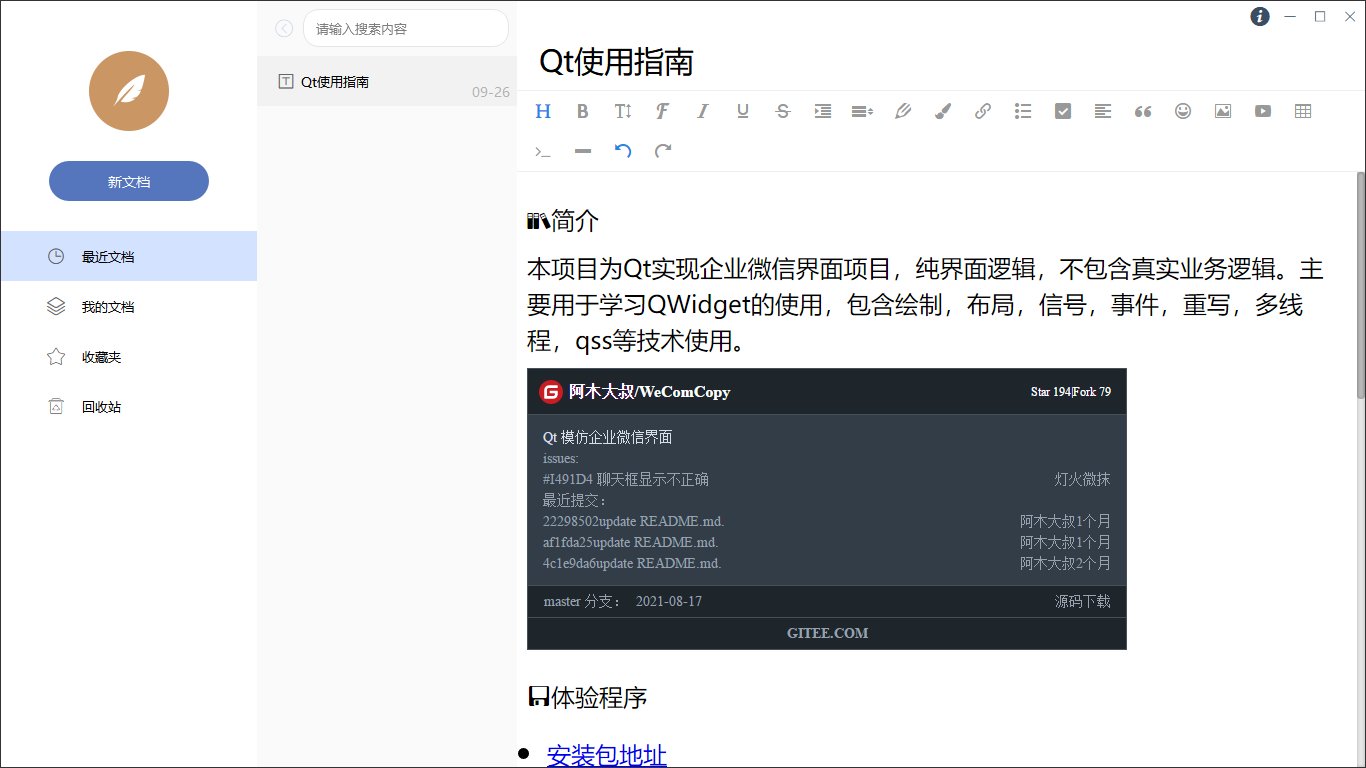 新文档
最近文档
我的文档
收藏夹
回收站
请输入搜索内容
Qt使用指南
09-26
Qt使用指南
简介
本项目为Qt实现企业微信界面项目，纯界面逻辑，不包含真实业务逻辑。主
要用于学习QWidget的使用，包含绘制，布局，信号，事件，重写，多线
程，qss等技术使用。
阿木大叔/WeComCopy Star 194|Fork 79
Qt 模仿企业微信界面
issues:
#I491D4 聊天框显示不正确 灯火微抹
最近提交：
22298502update README.md. 阿木大叔1个月
af1fda25update README.md. 阿木大叔1个月
4c1e9da6update README.md. 阿木大叔2个月
master 分支： 2021-08-17 源码下载
GITEE.COM
体验程序
安装包地址